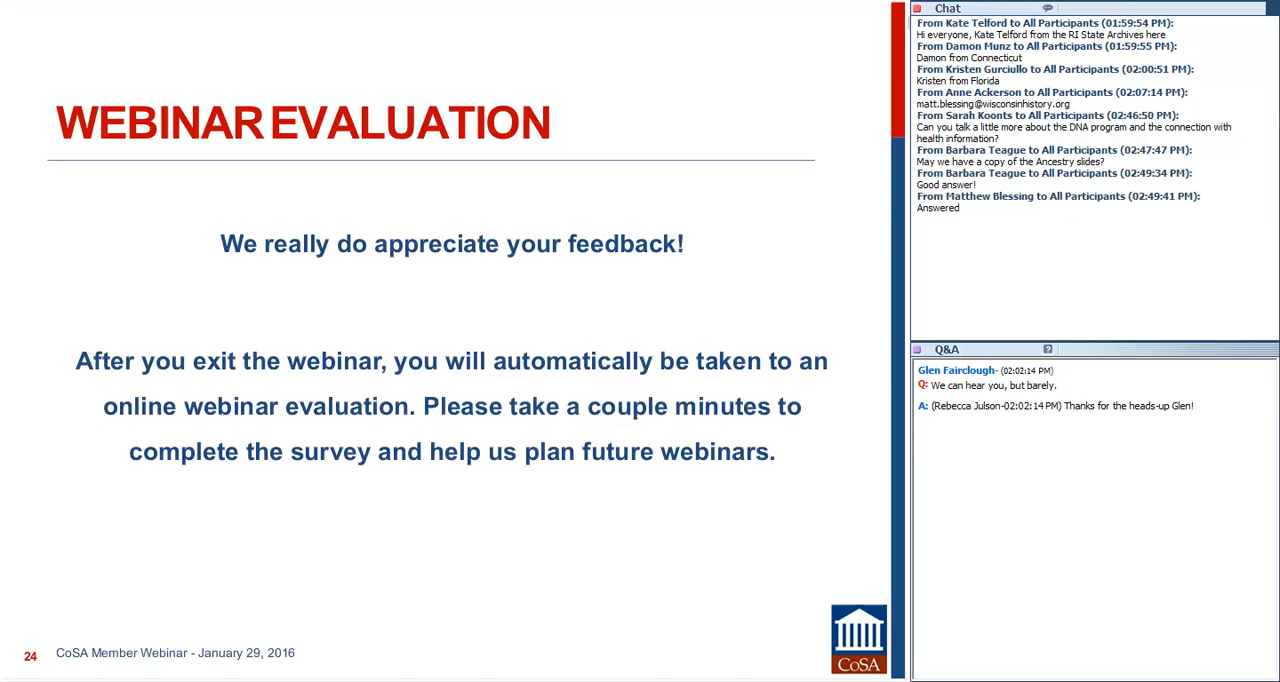 WEBINAR EVALUATION
We really do appreciate your feedback!
After you exit the webinar, you will automatically be taken to an
online webinar evaluation. Please take a couple minutes to
complete the survey and help us plan future webinars.
24
CoSA Member Webinar - January 29, 2016
CoSA
Chat
From Kate Telford to All Participants (01:59:54 PM):
Hi everyone, Kate Telford from the RI State Archives here
From Damon Munz to All Participants (01:59:55 PM):
Damon from Connecticut
From Kristen Gurciullo to All Participants (02:00:51 PM):
Kristen from Florida
From Anne Ackerson to All Participants (02:07:14 PM):
matt.blessing@wisconsinhistory.org
From Sarah Koonts to All Participants (02:46:50 PM):
Can you talk a little more about the DNA program and the connection with
health information?
From Barbara Teague to All Participants (02:47:47 PM):
May we have a copy of the Ancestry slides?
From Barbara Teague to All Participants (02:49:34 PM):
Good answer!
From Matthew Blessing to All Participants (02:49:41 PM):
Answered
Q&A
Glen Fairclough- (02:02:14 PM)
Q: We can hear you, but barely.
A: (Rebecca Julson-02:02:14 PM) Thanks for the heads-up Glen!